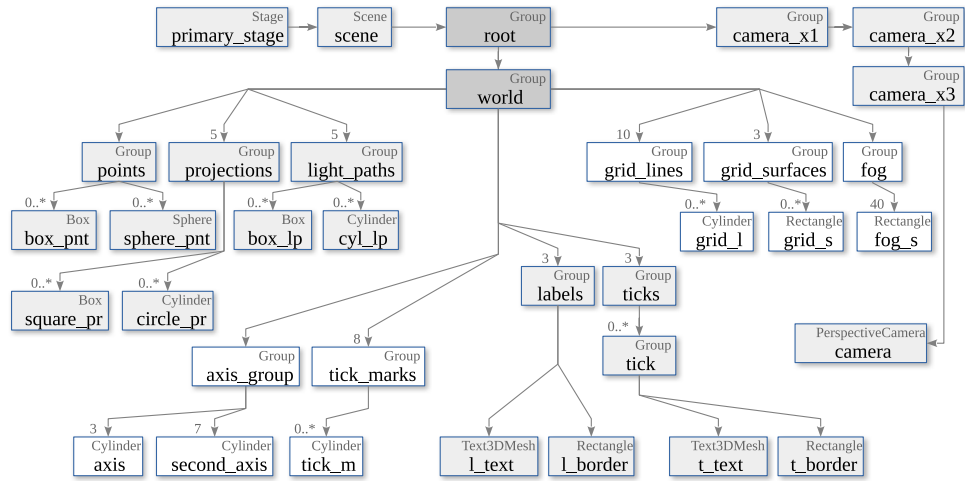 Stage
primary_stage
Scene
scene
Group
root
Group
camera_x1
Group
camera_x2
Group
world
Group
camera_x3
5
5
10
3
Group
points
Group
projections
Group
light_paths
Group
grid_lines
Group
grid_surfaces
Group
fog
0..*
0..*
0..*
0..*
0..*
0..*
40
Box
box_pnt
Sphere
sphere_pnt
Box
box_lp
Cylinder
cyl_lp
Cylinder
grid_l
Rectangle
grid_s
Rectangle
fog_s
3
3
Group
labels
Group
ticks
0..*
0..*
Box
square_pr
Cylinder
circle_pr
0..*
PerspectiveCamera
camera
8
Group
tick
Group
axis_group
Group
tick_marks
3
7
0..*
Cylinder
axis
Cylinder
second_axis
Cylinder
tick_m
Text3DMesh
l_text
Rectangle
l_border
Text3DMesh
t_text
Rectangle
t_border